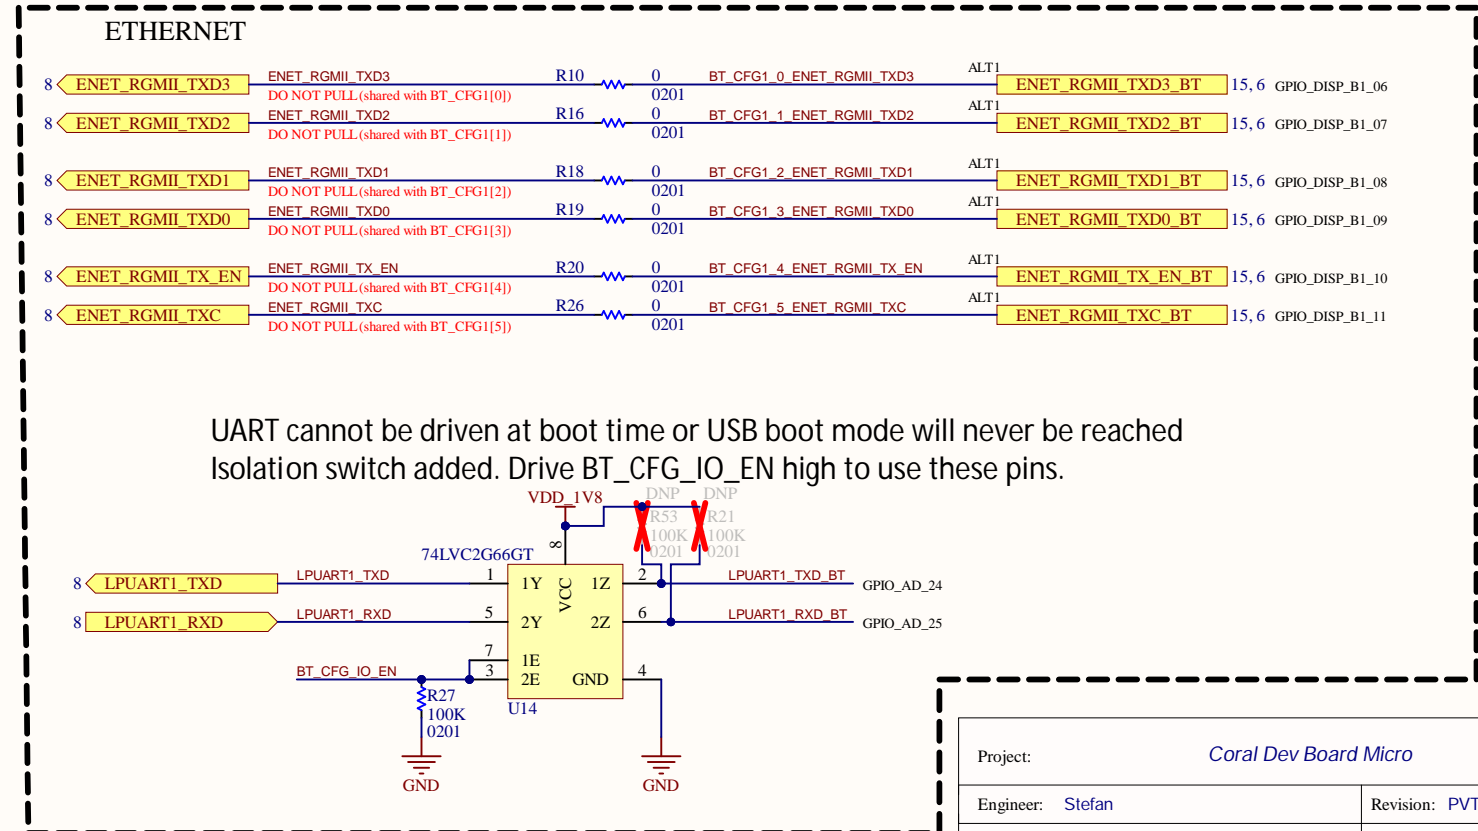 ETHERNET
8 ENET_RGMII_TXD3 ENET_RGMII_TXD3 R10 0 BT_CFG1_0_ENET_RGMII_TXD3 ALT1 ENET_RGMII_TXD3_BT 15, 6 GPIO_DISP_B1_06
DO NOT PULL (shared with BT_CFG1[0]) 0201
8 ENET_RGMII_TXD2 ENET_RGMII_TXD2 R16 0 BT_CFG1_1_ENET_RGMII_TXD2 ALT1 ENET_RGMII_TXD2_BT 15, 6 GPIO_DISP_B1_07
DO NOT PULL (shared with BT_CFG1[1]) 0201
8 ENET_RGMII_TXD1 ENET_RGMII_TXD1 R18 0 BT_CFG1_2_ENET_RGMII_TXD1 ALT1 ENET_RGMII_TXD1_BT 15, 6 GPIO_DISP_B1_08
DO NOT PULL (shared with BT_CFG1[2]) 0201
8 ENET_RGMII_TXD0 ENET_RGMII_TXD0 R19 0 BT_CFG1_3_ENET_RGMII_TXD0 ALT1 ENET_RGMII_TXD0_BT 15, 6 GPIO_DISP_B1_09
DO NOT PULL (shared with BT_CFG1[3]) 0201
8 ENET_RGMII_TX_EN ENET_RGMII_TX_EN R20 0 BT_CFG1_4_ENET_RGMII_TX_EN ALT1 ENET_RGMII_TX_EN_BT 15, 6 GPIO_DISP_B1_10
DO NOT PULL (shared with BT_CFG1[4]) 0201
8 ENET_RGMII_TXC ENET_RGMII_TXC R26 0 BT_CFG1_5_ENET_RGMII_TXC ALT1 ENET_RGMII_TXC_BT 15, 6 GPIO_DISP_B1_11
DO NOT PULL (shared with BT_CFG1[5]) 0201
UART cannot be driven at boot time or USB boot mode will never be reached
Isolation switch added. Drive BT_CFG_IO_EN high to use these pins.
VDD_1V8 DNP DNP
R53 R21
100K 100K
0201 0201
74LVC2G66GT 8
8 LPUART1_TXD LPUART1_TXD 1 1Y VCC 1Z 2 LPUART1_TXD_BT GPIO_AD_24
8 LPUART1_RXD LPUART1_RXD 5 2Y 2Z 6 LPUART1_RXD_BT GPIO_AD_25
7 1E
BT_CFG_IO_EN 3 2E GND 4
R27 U14
100K
0201
GND GND
Project: Coral Dev Board Micro
Engineer: Stefan Revision: PVT